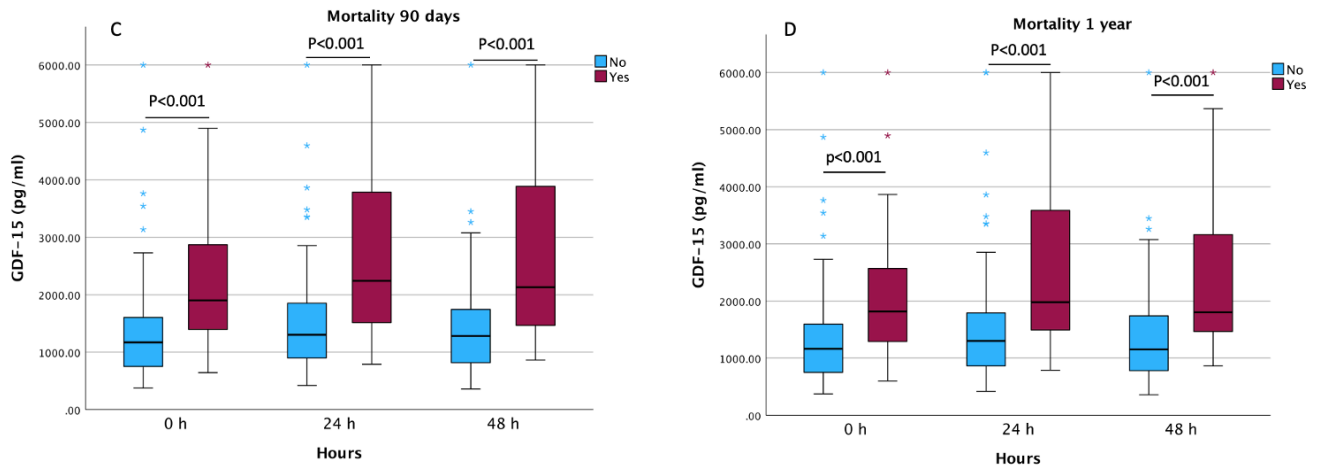 C
Mortality 90 days
P<0.001
P<0.001
P<0.001
No
Yes
6000.00
5000.00
4000.00
3000.00
2000.00
1000.00
.00
GDF-15 (pg/ml)
0 h
24 h
48 h
Hours
D
Mortality 1 year
p<0.001
P<0.001
P<0.001
No
Yes
6000.00
5000.00
4000.00
3000.00
2000.00
1000.00
.00
GDF-15 (pg/ml)
0 h
24 h
48 h
Hours